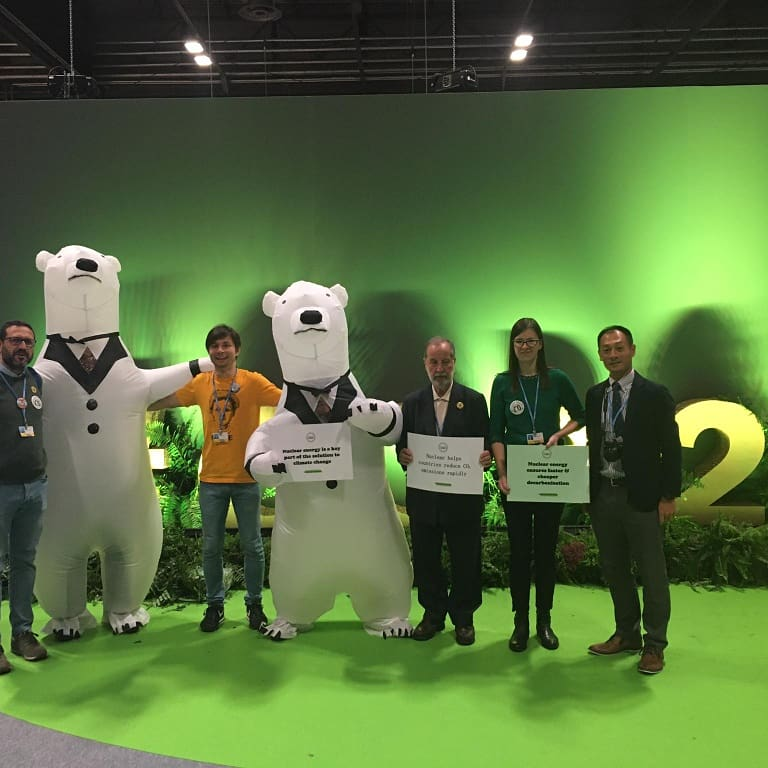 Nuclear energy is a key
part of the solution to
climate change
Nuclear helps
countries reduce CO₂
emissions rapidly
Nuclear energy
ensures faster &
cheaper
decarbonisation
2